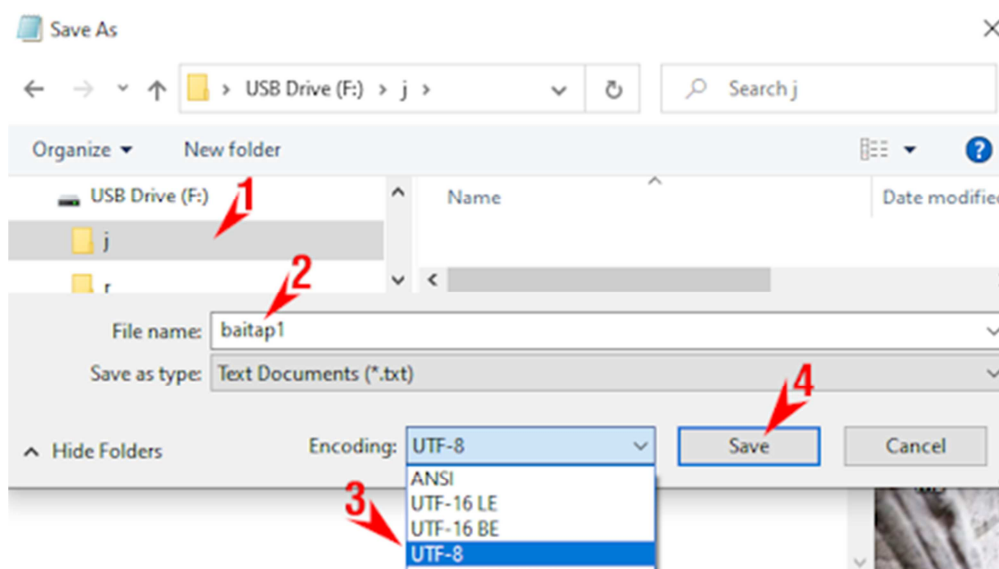 Save As
USB Drive (F:) > j >
Search j
Organize
New folder
?
USB Drive (F:)
1
Name
Date modifie
j
2
r
File name: baitap1
Save as type: Text Documents (*.txt)
4
Hide Folders
Encoding: UTF-8
Save
Cancel
ANSI
3
UTF-16 LE
UTF-16 BE
UTF-8